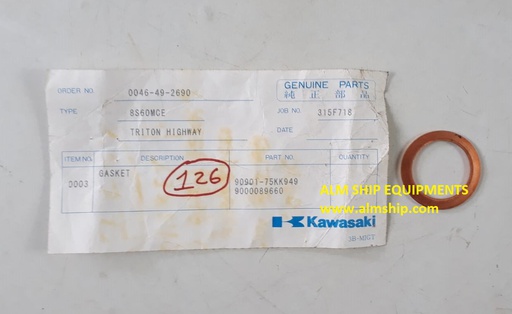 ORDER NO. 0046-49-2690 GENUINE PARTS
純正部品
TYPE 8S60MCE JOB NO. 315F718
TRITON HIGHWAY DATE
ITEM NO. DESCRIPTION PART NO. QUANTITY
0003 GASKET 126 90901-75KK949
9000089660
ALM SHIP EQUIPMENTS
www.almship.com
Kawasaki